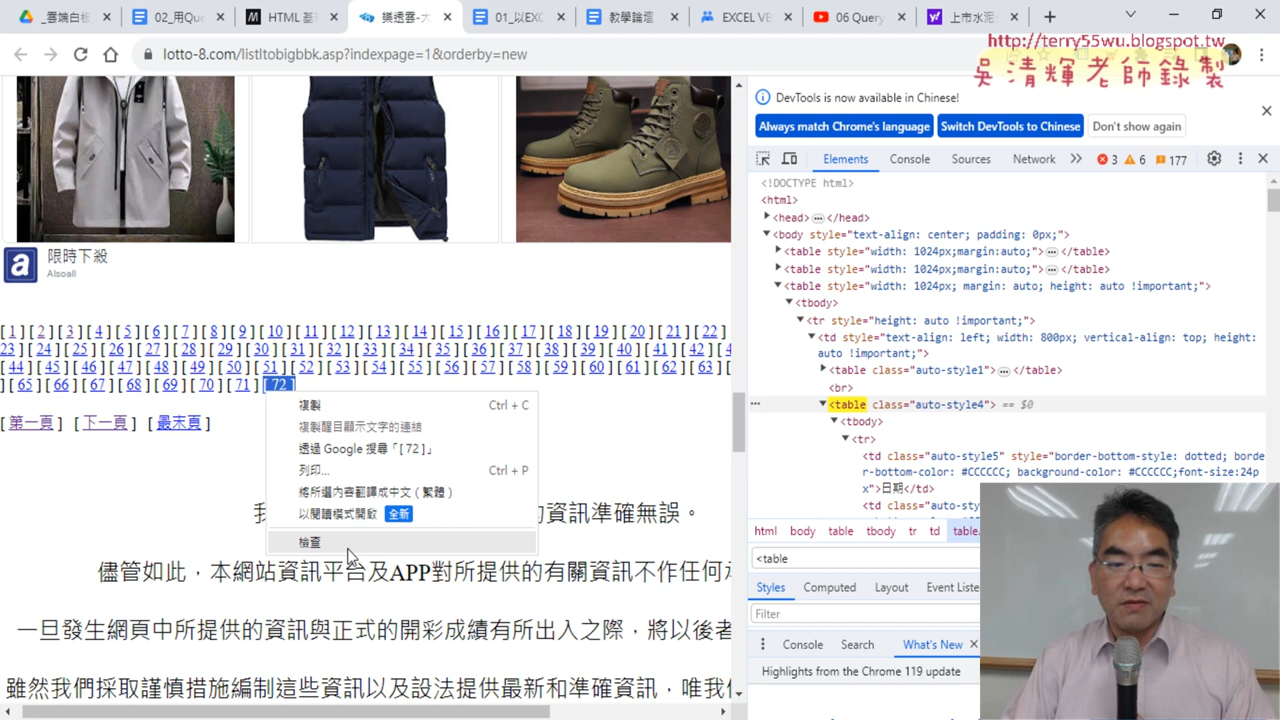 _雲端白板
02_用Qu
HTML 基
樂透雲-大
01_以EXC
教學論壇
EXCEL VB
06 Query
上市水泥
http://terry55wu.blogspot.tw
lotto-8.com/listltobigbbk.asp?indexpage=1&orderby=new
吳清輝老師錄製
DevTools is now available in Chinese!
Always match Chrome's language
Switch DevTools to Chinese
Don't show again
Elements
Console
Sources
Network
3
6
177
<!DOCTYPE html>
<html>
<head> </head>
<body style="text-align: center; padding: 0px;">
<table style="width: 1024px;margin:auto;"> </table>
<table style="width: 1024px;margin:auto;"> </table>
<table style="width: 1024px; margin: auto; height: auto !important;">
<tbody>
<tr style="height: auto !important;">
<td style="text-align: left; width: 800px; vertical-align: top; height:
auto !important;">
<table class="auto-style1"> </table>
<br>
<table class="auto-style4"> == $0
<tbody>
<tr>
<td class="auto-style5" style="border-bottom-style: dotted; borde
r-bottom-color: #CCCCCC; background-color: #CCCCCC;font-size:24p
x">日期</td>
html body table tbody tr td table.
<table
Styles
Computed
Layout
Event Liste
Filter
Console
Search
What's New
Highlights from the Chrome 119 update
限時下殺
Alsoall
[ 1 ] [ 2 ] [ 3 ] [ 4 ] [ 5 ] [ 6 ] [ 7 ] [ 8 ] [ 9 ] [ 10 ] [ 11 ] [ 12 ] [ 13 ] [ 14 ] [ 15 ] [ 16 ] [ 17 ] [ 18 ] [ 19 ] [ 20 ] [ 21 ] [ 22 ]
23 ] [ 24 ] [ 25 ] [ 26 ] [ 27 ] [ 28 ] [ 29 ] [ 30 ] [ 31 ] [ 32 ] [ 33 ] [ 34 ] [ 35 ] [ 36 ] [ 37 ] [ 38 ] [ 39 ] [ 40 ] [ 41 ] [ 42 ] [
[ 44 ] [ 45 ] [ 46 ] [ 47 ] [ 48 ] [ 49 ] [ 50 ] [ 51 ] [ 52 ] [ 53 ] [ 54 ] [ 55 ] [ 56 ] [ 57 ] [ 58 ] [ 59 ] [ 60 ] [ 61 ] [ 62 ] [ 63 ]
] [ 65 ] [ 66 ] [ 67 ] [ 68 ] [ 69 ] [ 70 ] [ 71 ] [ 72 ]
[ 第一頁 ] [ 下一頁 ] [ 最末頁 ]
複製 Ctrl + C
複製醒目顯示文字的連結
透過 Google 搜尋「[ 72 ]」
列印... Ctrl + P
將所選內容翻譯成中文 (繁體)
以閱讀模式開啟 全新
檢查
的資訊準確無誤。
儘管如此，本網站資訊平台及APP對所提供的有關資訊不作任何
一旦發生網頁中所提供的資訊與正式的開彩成績有所出入之際，將以後者
雖然我們採取謹慎措施編制這些資訊以及設法提供最新和準確資訊，唯我